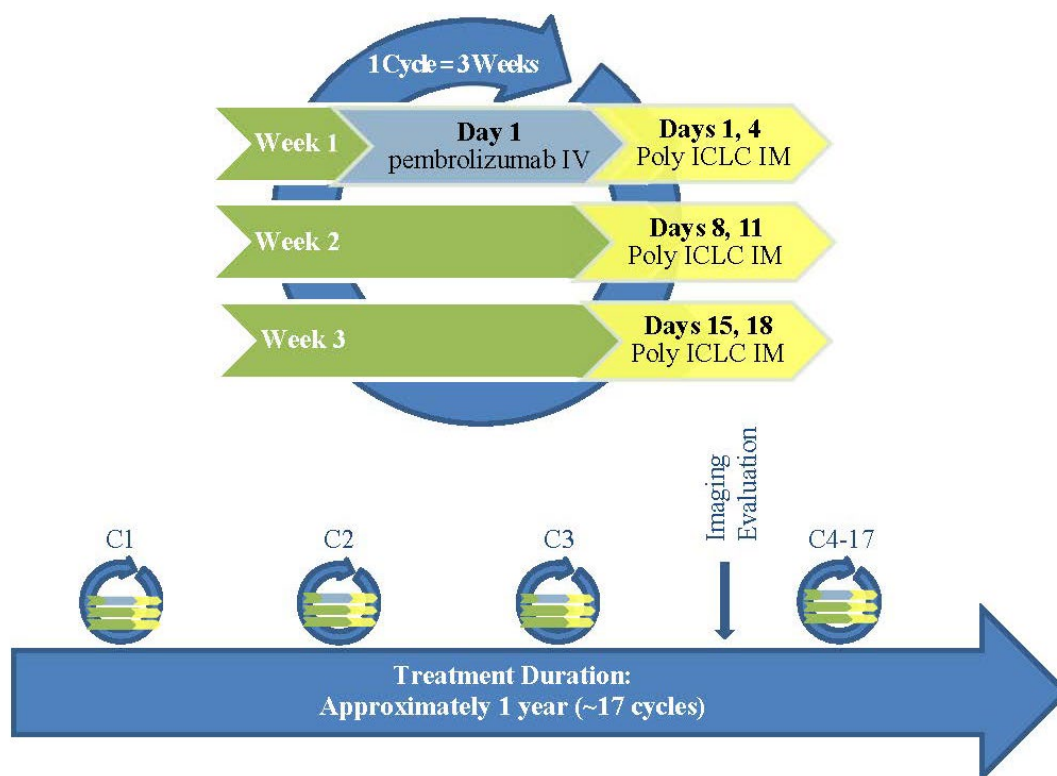 1 Cycle = 3 Weeks
Week 1
Day 1
pembrolizumab IV
Days 1, 4
Poly ICLC IM
Week 2
Days 8, 11
Poly ICLC IM
Week 3
Days 15, 18
Poly ICLC IM
Imaging
Evaluation
C1
C2
C3
C4-17
Treatment Duration:
Approximately 1 year (~17 cycles)